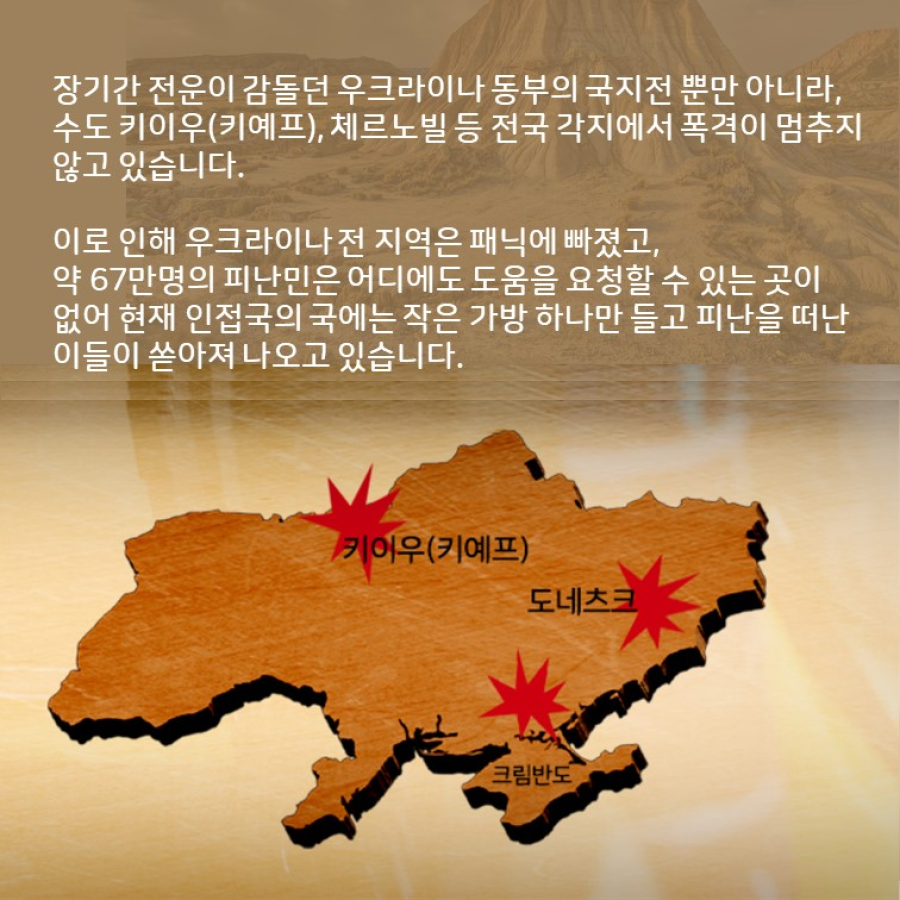 장기간 전운이 감돌던 우크라이나 동부의 국지전 뿐만 아니라,
수도 키이우(키예프), 체르노빌 등 전국 각지에서 폭격이 멈추지
않고 있습니다.
이로 인해 우크라이나 전 지역은 패닉에 빠졌고,
약 67만명의 피난민은 어디에도 도움을 요청할 수 있는 곳이
없어 현재 인접국의 국에는 작은 가방 하나만 들고 피난을 떠난
이들이 쏟아져 나오고 있습니다.
키이우(키예프)
도네츠크
크림반도